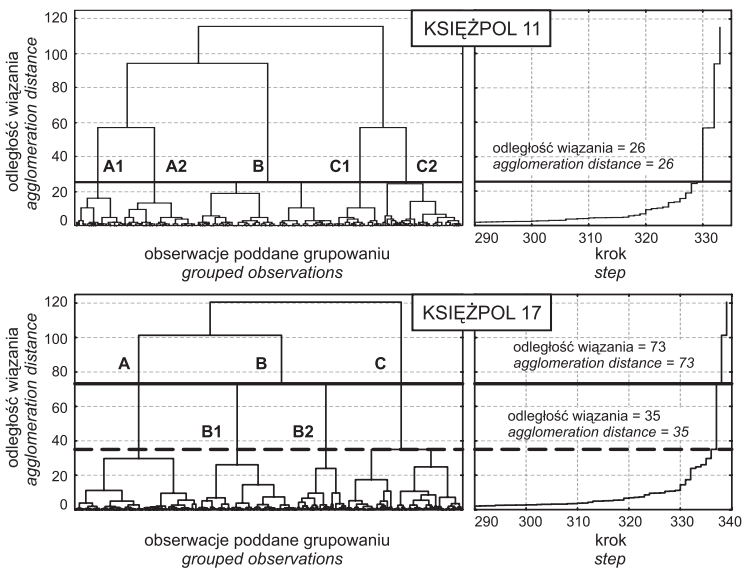 KSIĘŻPOL 11
odległość wiązania
agglomeration distance
120
100
80
60
40
20
0
A1 A2 B C1 C2
odległość wiązania = 26
agglomeration distance = 26
290 300 310 320 330
obserwacje poddane grupowaniu
grouped observations
krok
step
KSIĘŻPOL 17
odległość wiązania
agglomeration distance
120
100
80
60
40
20
0
A B C
B1 B2
odległość wiązania = 73
agglomeration distance = 73
odległość wiązania = 35
agglomeration distance = 35
290 300 310 320 330 340
obserwacje poddane grupowaniu
grouped observations
krok
step